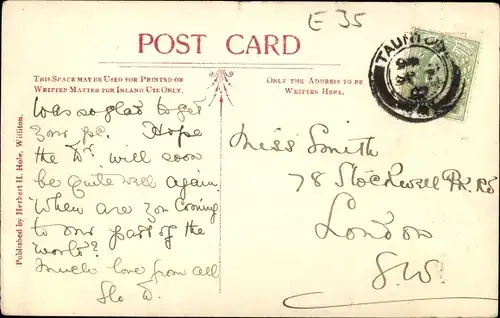 E 35
POST CARD
THIS SPACE MAY BE USED FOR PRINTED OR
WRITTEN MATTER FOR INLAND USE ONLY.
ONLY THE ADDRESS TO BE
WRITTEN HERE.
TAUNTON
Was so glad to get
your p.c. Hope
the Dr. will soon
be quite well again
When are you coming
to our part of the
world?
Much love from all
Flo D.
Miss Smith
78 Stockwell Pk. Rd
London
S.W.
Published by Herbert H. Hole, Williton.